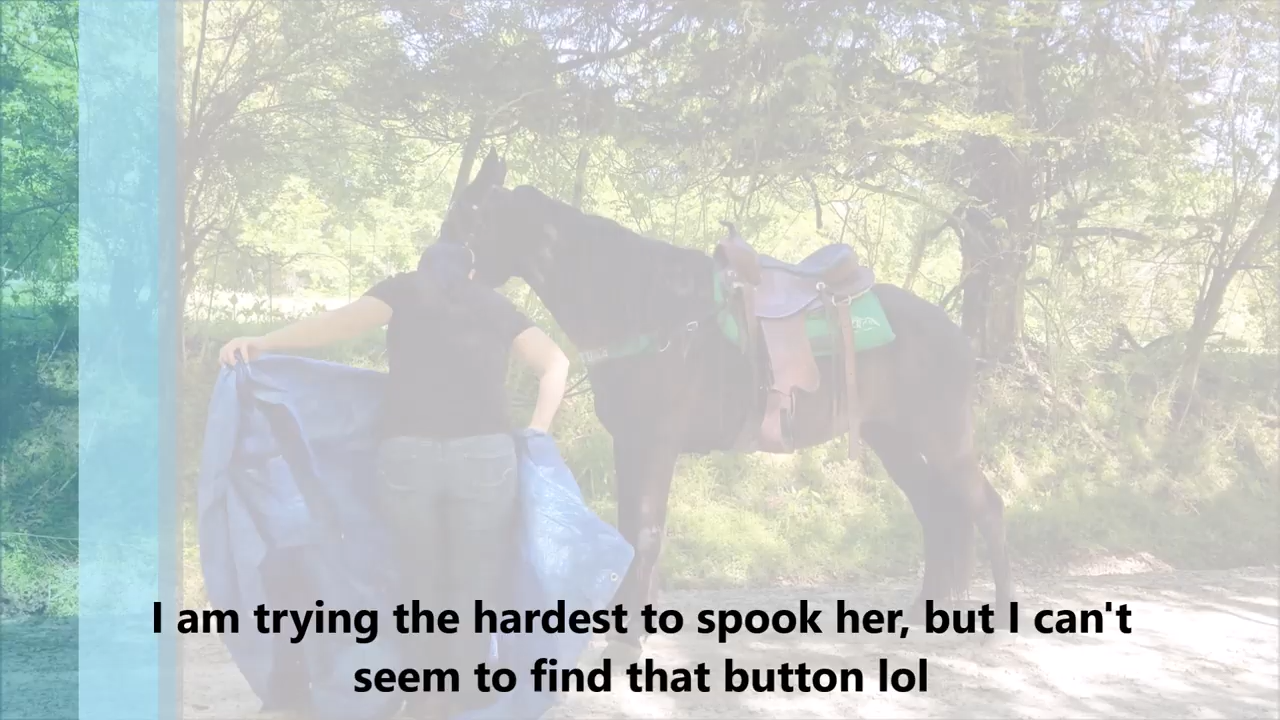 I am trying the hardest to spook her, but I can't
seem to find that button lol